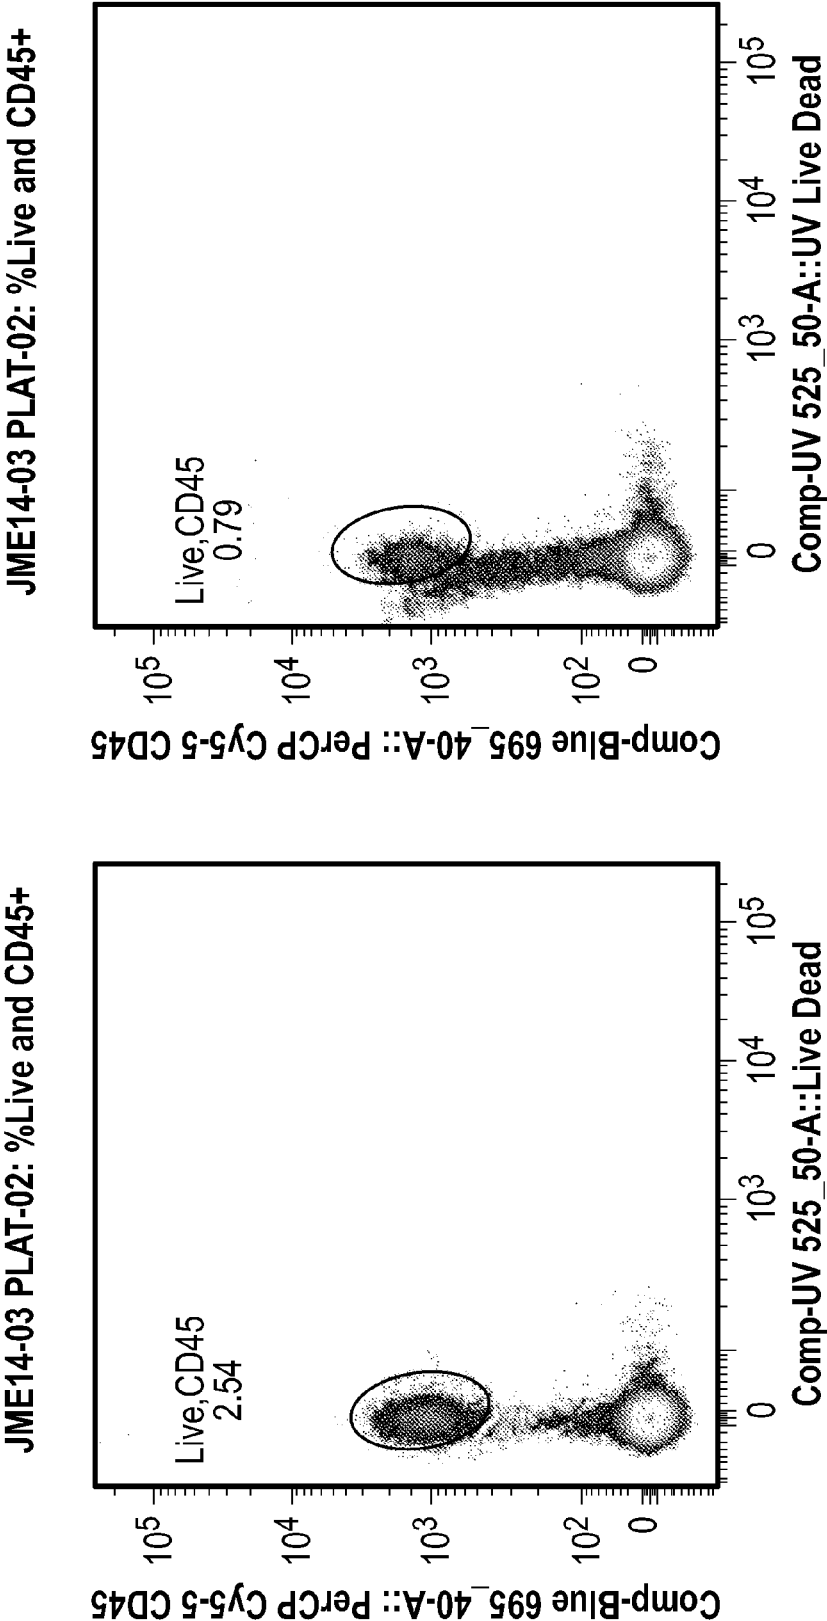 JME14-03 PLAT-02: %Live and CD45+
Comp-Blue 695_40-A:: PerCP Cy5-5 CD45
10⁵
10⁴
10³
10²
0
Live,CD45
2.54
0
10³
10⁴
10⁵
Comp-UV 525_50-A::Live Dead
JME14-03 PLAT-02: %Live and CD45+
Comp-Blue 695_40-A:: PerCP Cy5-5 CD45
10⁵
10⁴
10³
10²
0
Live,CD45
0.79
0
10³
10⁴
10⁵
Comp-UV 525_50-A::UV Live Dead